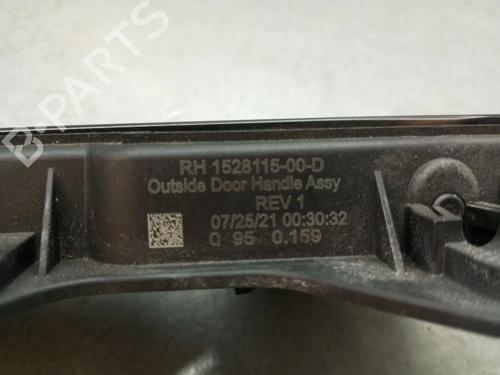 RH 1528115-00-D
Outside Door Handle Assy
REV 1
07/25/21 00:30:32
0 95 0.159
B-PARTS